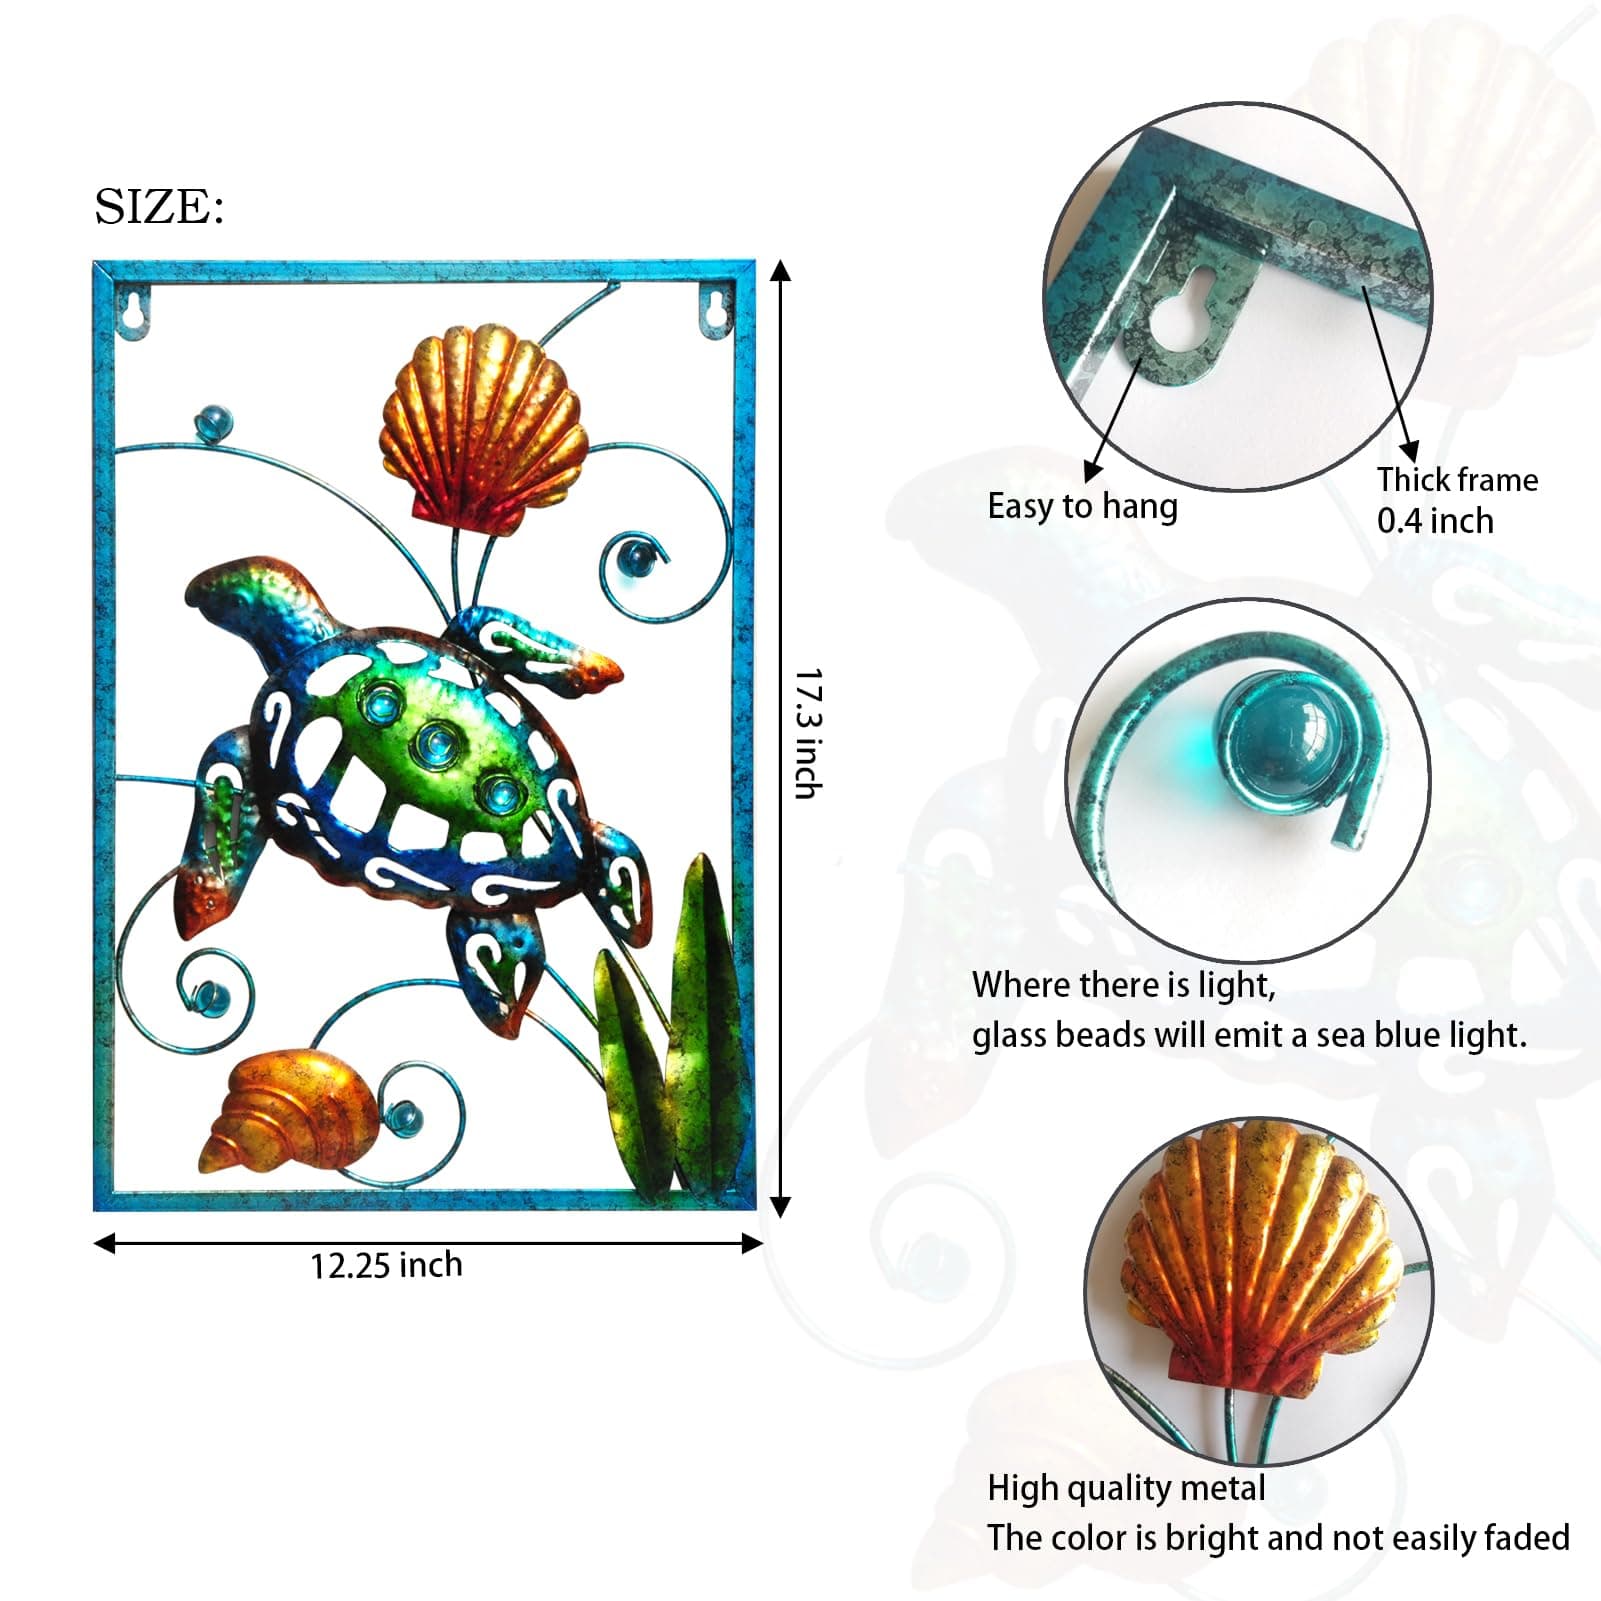 SIZE:
17.3 inch
12.25 inch
Easy to hang
Thick frame
0.4 inch
Where there is light,
glass beads will emit a sea blue light.
High quality metal
The color is bright and not easily faded